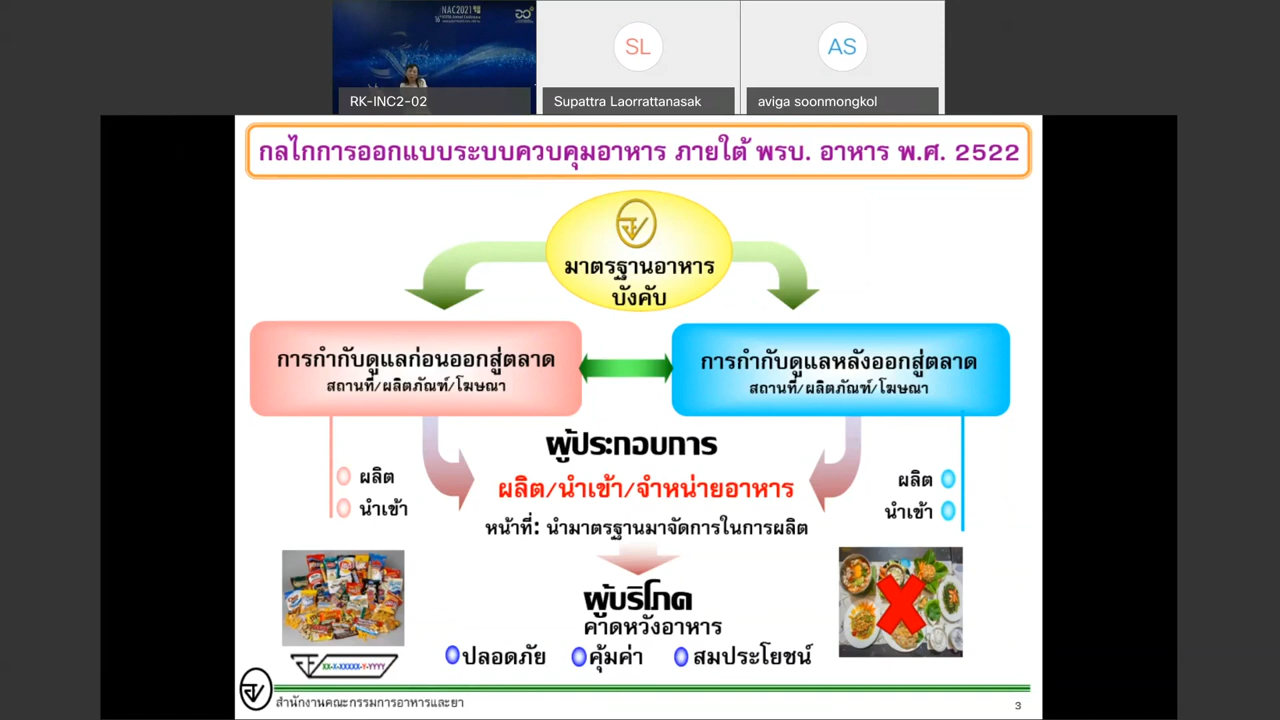 NAC2021
RK-INC2-02
SL
Supattra Laorrattanasak
AS
aviga soonmongkol
กลไกการออกแบบระบบควบคุมอาหาร ภายใต้ พรบ. อาหาร พ.ศ. 2522
มาตรฐานอาหาร
บังคับ
การกำกับดูแลก่อนออกสู่ตลาด
สถานที่/ผลิตภัณฑ์/โฆษณา
การกำกับดูแลหลังออกสู่ตลาด
สถานที่/ผลิตภัณฑ์/โฆษณา
ผลิต
นำเข้า
ผู้ประกอบการ
ผลิต/นำเข้า/จำหน่ายอาหาร
หน้าที่: นำมาตรฐานมาจัดการในการผลิต
ผลิต
นำเข้า
ผู้บริโภค
คาดหวังอาหาร
ปลอดภัย คุ้มค่า สมประโยชน์
XX-X-XXXXX-Y-YYYY
สำนักงานคณะกรรมการอาหารและยา
3